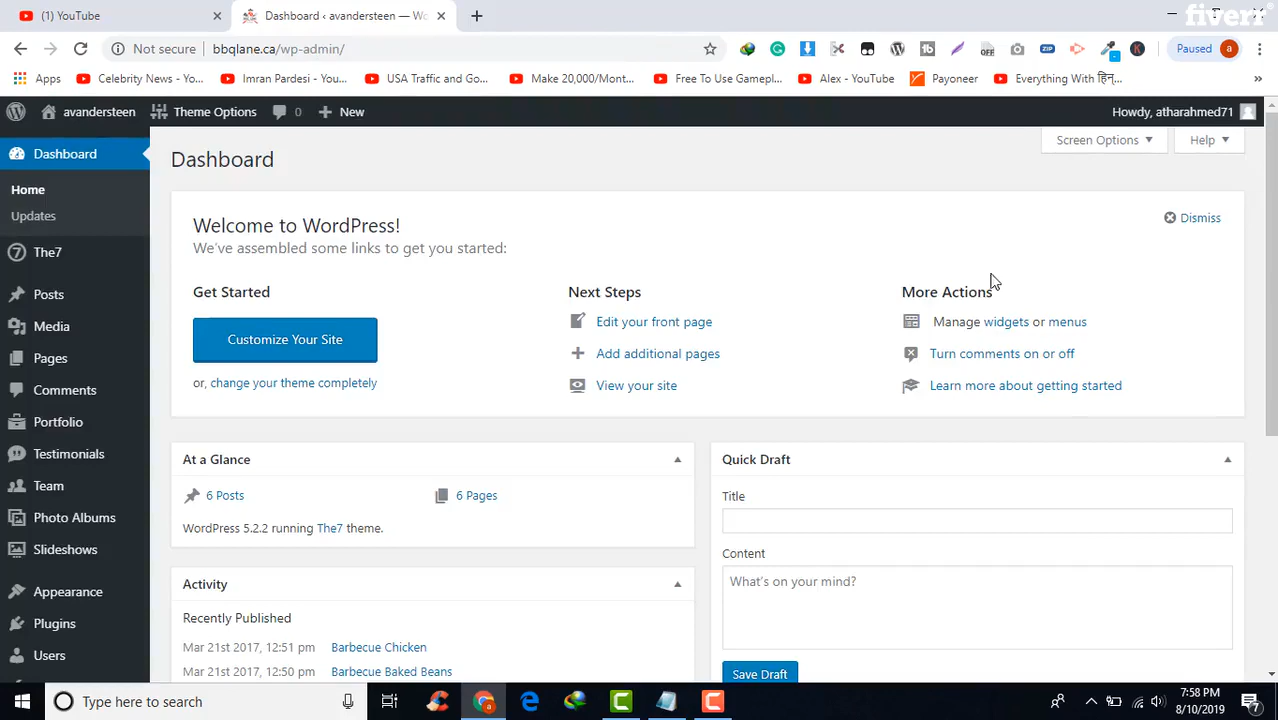 (1) YouTube
Dashboard ‹ avandersteen — Wo
fiverr
Not secure
bbqlane.ca/wp-admin/
OFF
ZIP
K
Paused
a
Apps
Celebrity News - Yo...
Imran Pardesi - You...
USA Traffic and Go...
Make 20,000/Mont...
Free To Use Gamepl...
Alex - YouTube
Payoneer
Everything With हिन्...
»
avandersteen
Theme Options
0
New
Howdy, atharahmed71
Dashboard
Home
Updates
The7
Posts
Media
Pages
Comments
Portfolio
Testimonials
Team
Photo Albums
Slideshows
Appearance
Plugins
Users
Dashboard
Screen Options
Help
Welcome to WordPress!
We've assembled some links to get you started:
Dismiss
Get Started
Customize Your Site
or, change your theme completely
Next Steps
Edit your front page
Add additional pages
View your site
More Actions
Manage widgets or menus
Turn comments on or off
Learn more about getting started
At a Glance
6 Posts
6 Pages
WordPress 5.2.2 running The7 theme.
Activity
Recently Published
Mar 21st 2017, 12:51 pm Barbecue Chicken
Mar 21st 2017, 12:50 pm Barbecue Baked Beans
Quick Draft
Title
Content
What's on your mind?
Save Draft
Type here to search
7:58 PM
8/10/2019
7